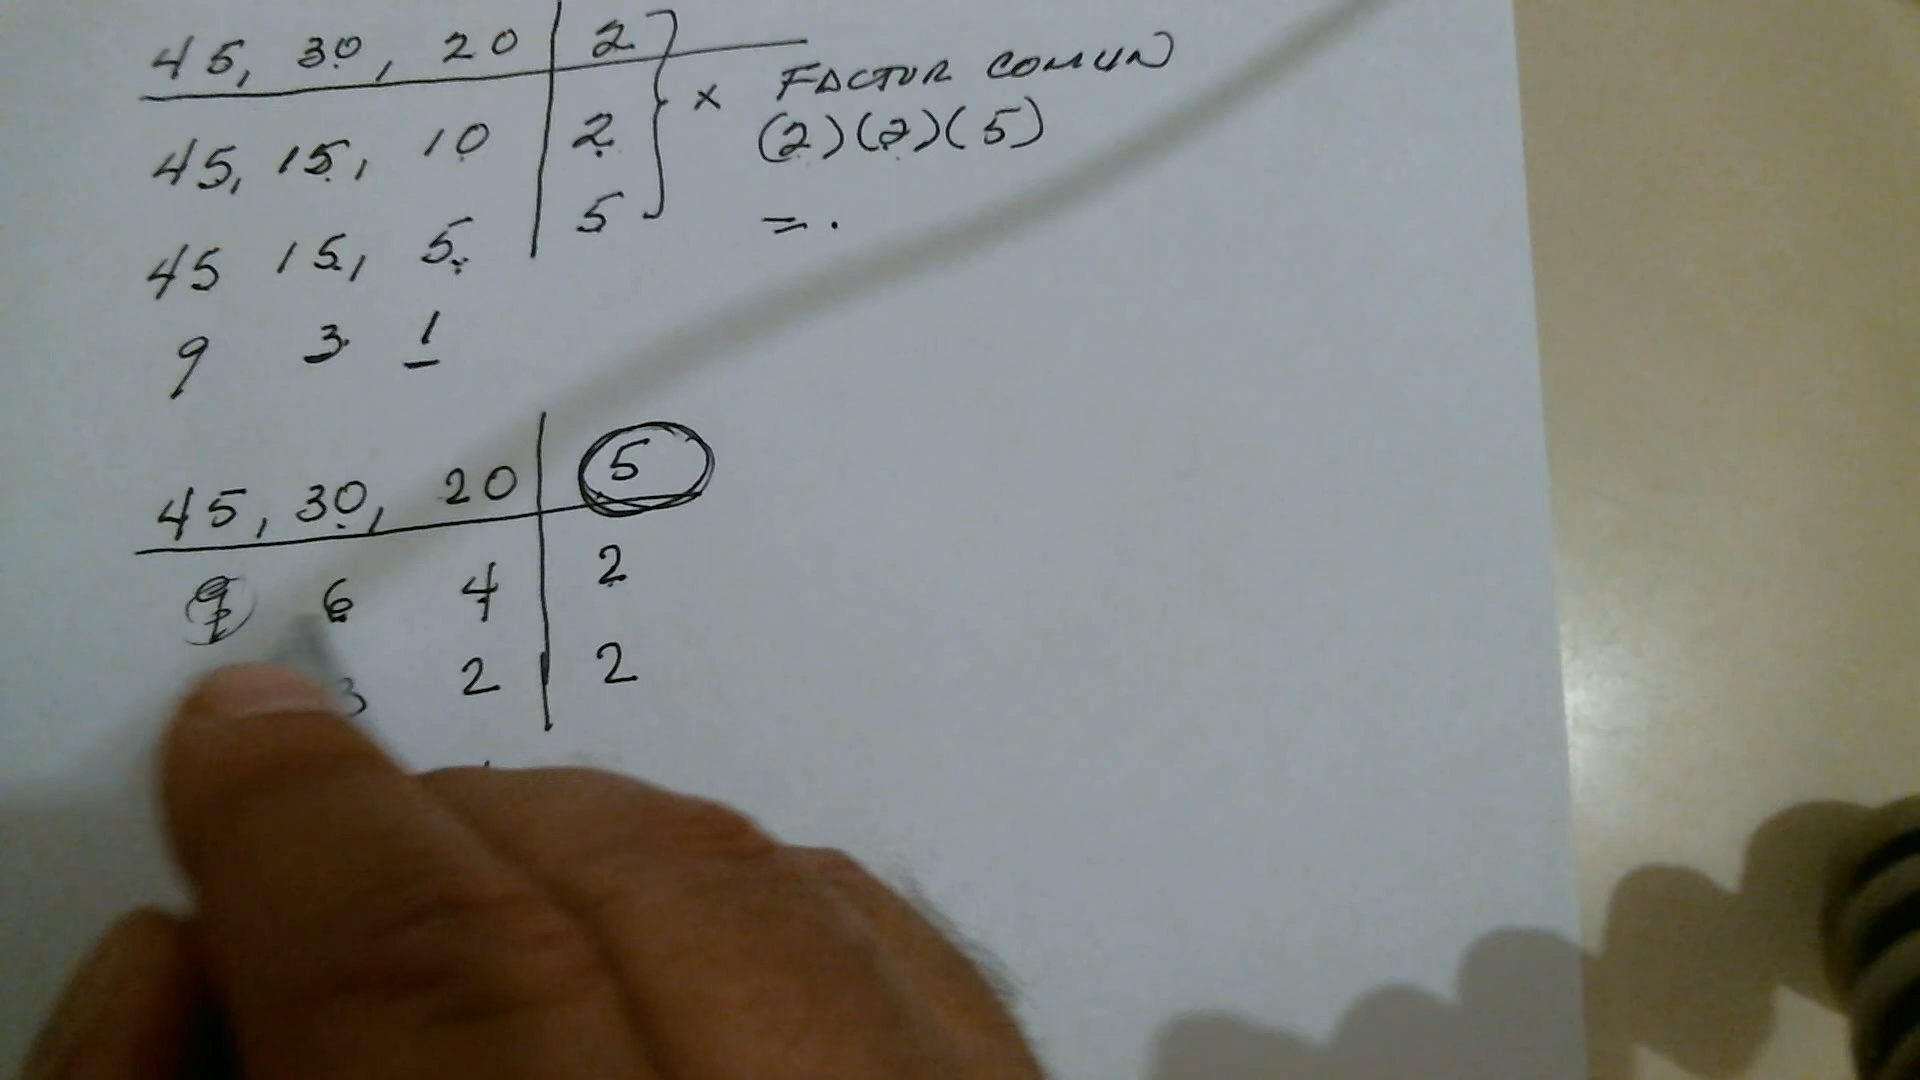 45, 30, 20 | 2
45, 15, 10 | 2
45 15, 5 | 5
9 3 1
x FACTOR COMUN
(2)(2)(5)
= .
45, 30, 20 | 5
9 6 4 | 2
3 2 | 2